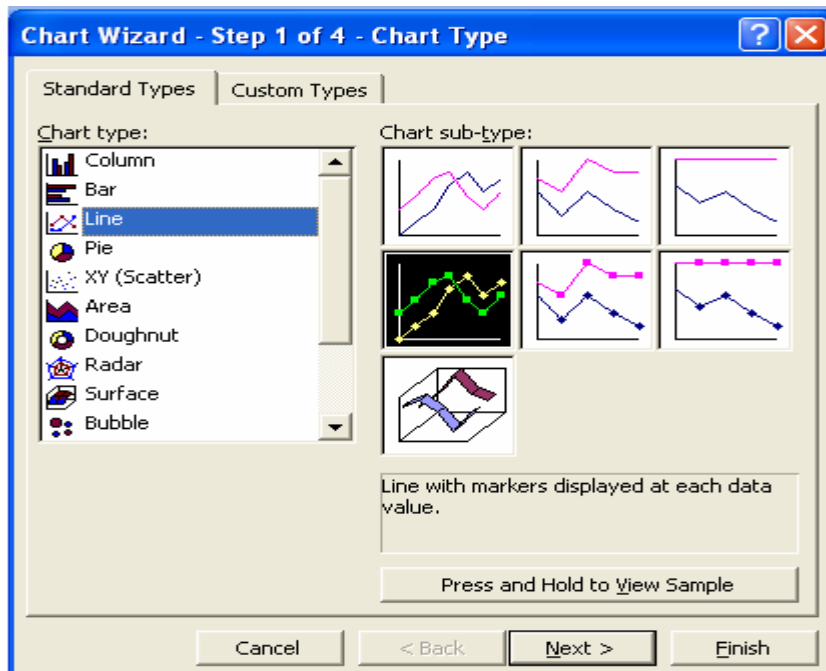 Chart Wizard - Step 1 of 4 - Chart Type
Standard Types
Custom Types
Chart type:
Column
Bar
Line
Pie
XY (Scatter)
Area
Doughnut
Radar
Surface
Bubble
Chart sub-type:
Line with markers displayed at each data
value.
Press and Hold to View Sample
Cancel
< Back
Next >
Finish